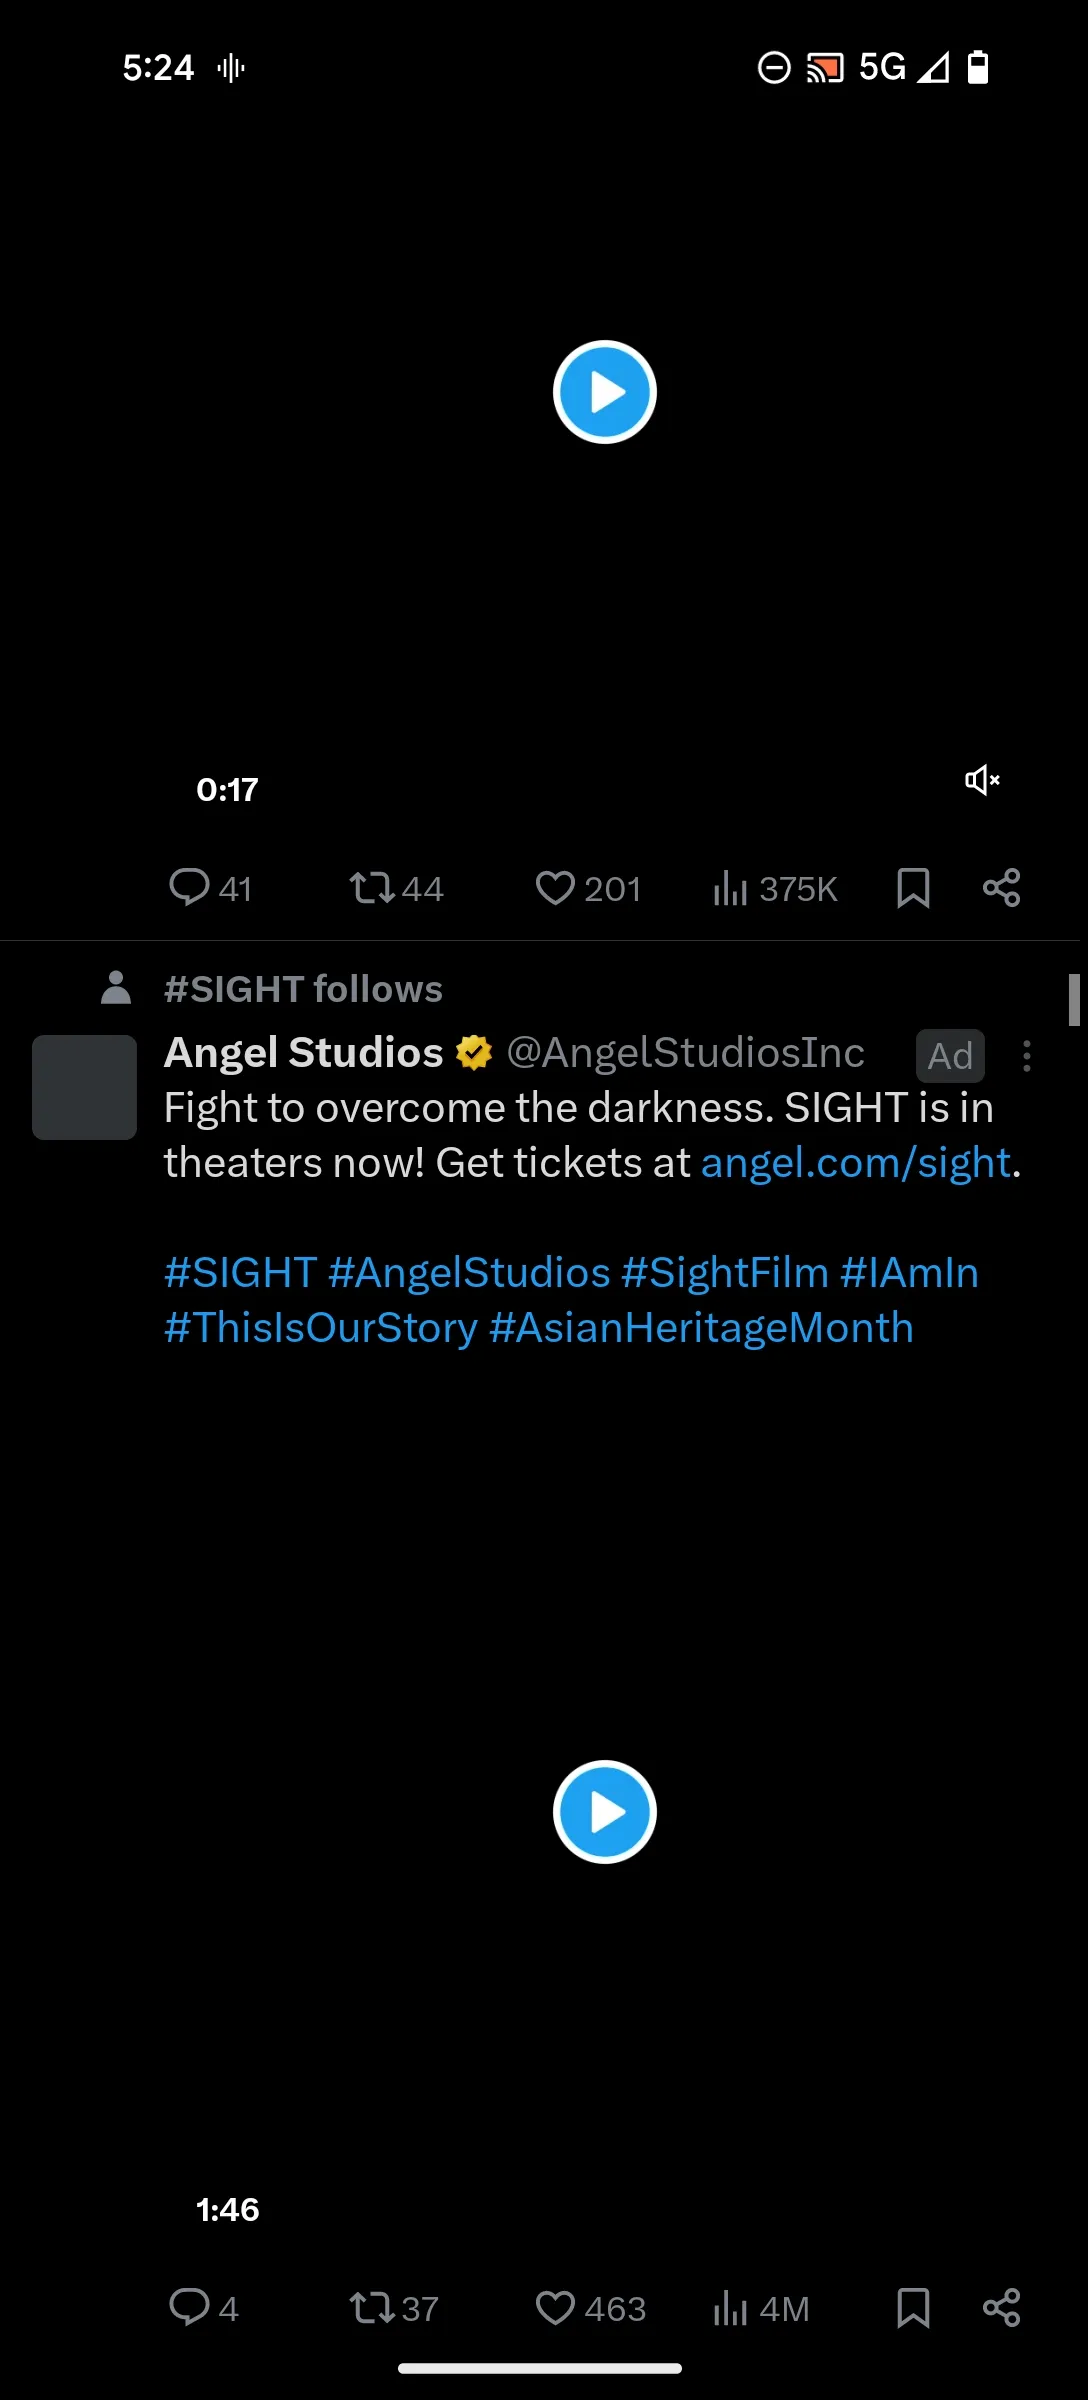 5:24 5G
0:17
41 44 201 375K
#SIGHT follows
Angel Studios @AngelStudiosInc Ad
Fight to overcome the darkness. SIGHT is in
theaters now! Get tickets at angel.com/sight.
#SIGHT #AngelStudios #SightFilm #IAmIn
#ThisIsOurStory #AsianHeritageMonth
1:46
4 37 463 4M